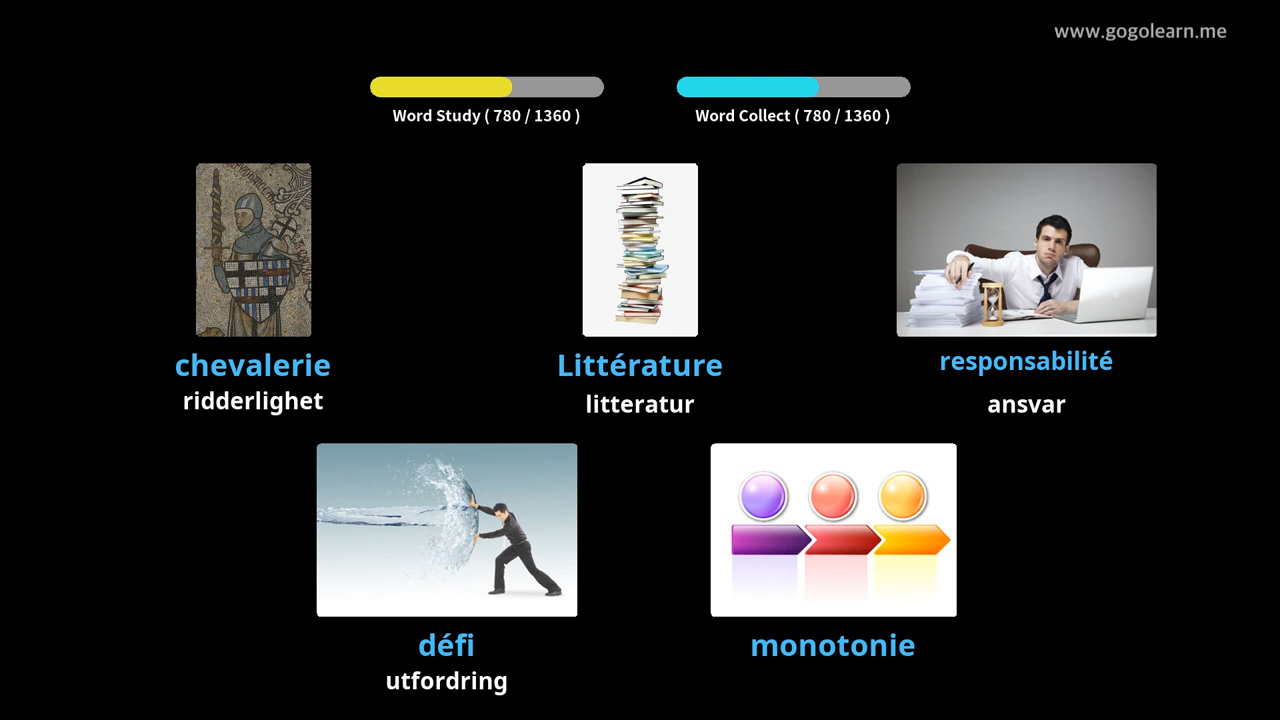 www.gogolearn.me
Word Study ( 780 / 1360 )
Word Collect ( 780 / 1360 )
chevalerie
ridderlighet
Littérature
litteratur
responsabilité
ansvar
défi
utfordring
monotonie